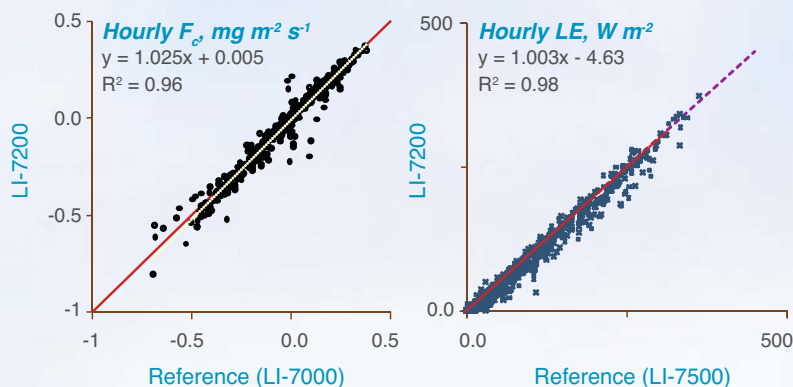 Hourly Fc, mg m-2 s-1
y = 1.025x + 0.005
R2 = 0.96
0.5
0.0
-0.5
-1
LI-7200
-1 -0.5 0.0 0.5
Reference (LI-7000)
Hourly LE, W m-2
y = 1.003x - 4.63
R2 = 0.98
500
0.0
LI-7200
0.0 500
Reference (LI-7500)